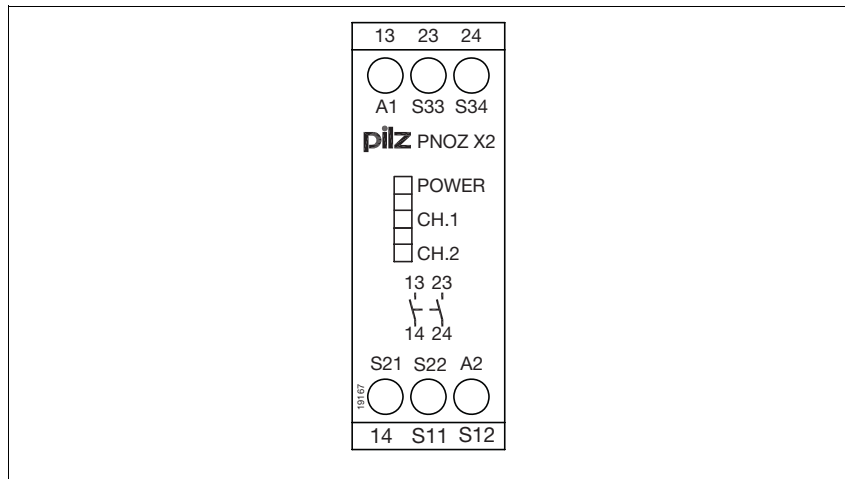 13 23 24
A1 S33 S34
pilz PNOZ X2
POWER
CH.1
CH.2
13 23
14 24
S21 S22 A2
19167
14 S11 S12